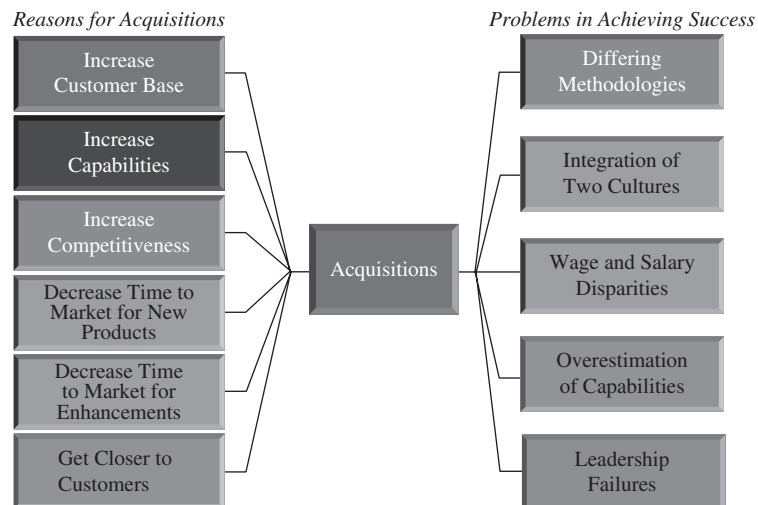 Reasons for Acquisitions
Increase
Customer Base
Increase
Capabilities
Increase
Competitiveness
Decrease Time to
Market for New
Products
Decrease Time
to Market for
Enhancements
Get Closer to
Customers
Acquisitions
Problems in Achieving Success
Differing
Methodologies
Integration of
Two Cultures
Wage and Salary
Disparities
Overestimation
of Capabilities
Leadership
Failures